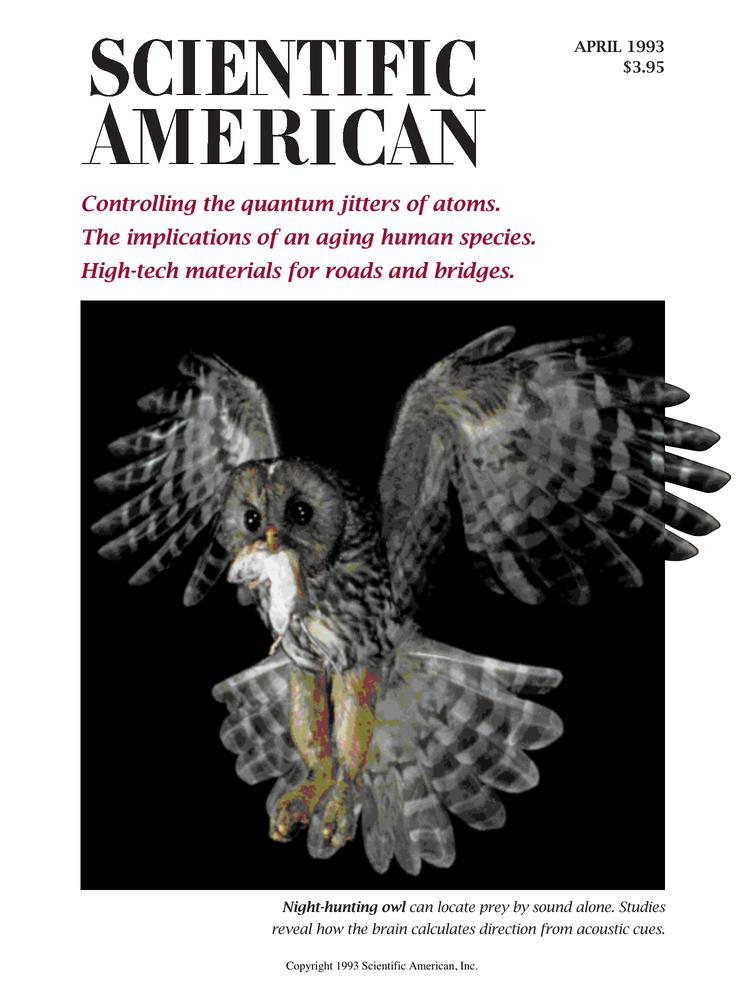 SCIENTIFIC
AMERICAN
APRIL 1993
$3.95
Controlling the quantum jitters of atoms.
The implications of an aging human species.
High-tech materials for roads and bridges.
Night-hunting owl can locate prey by sound alone. Studies
reveal how the brain calculates direction from acoustic cues.
Copyright 1993 Scientific American, Inc.